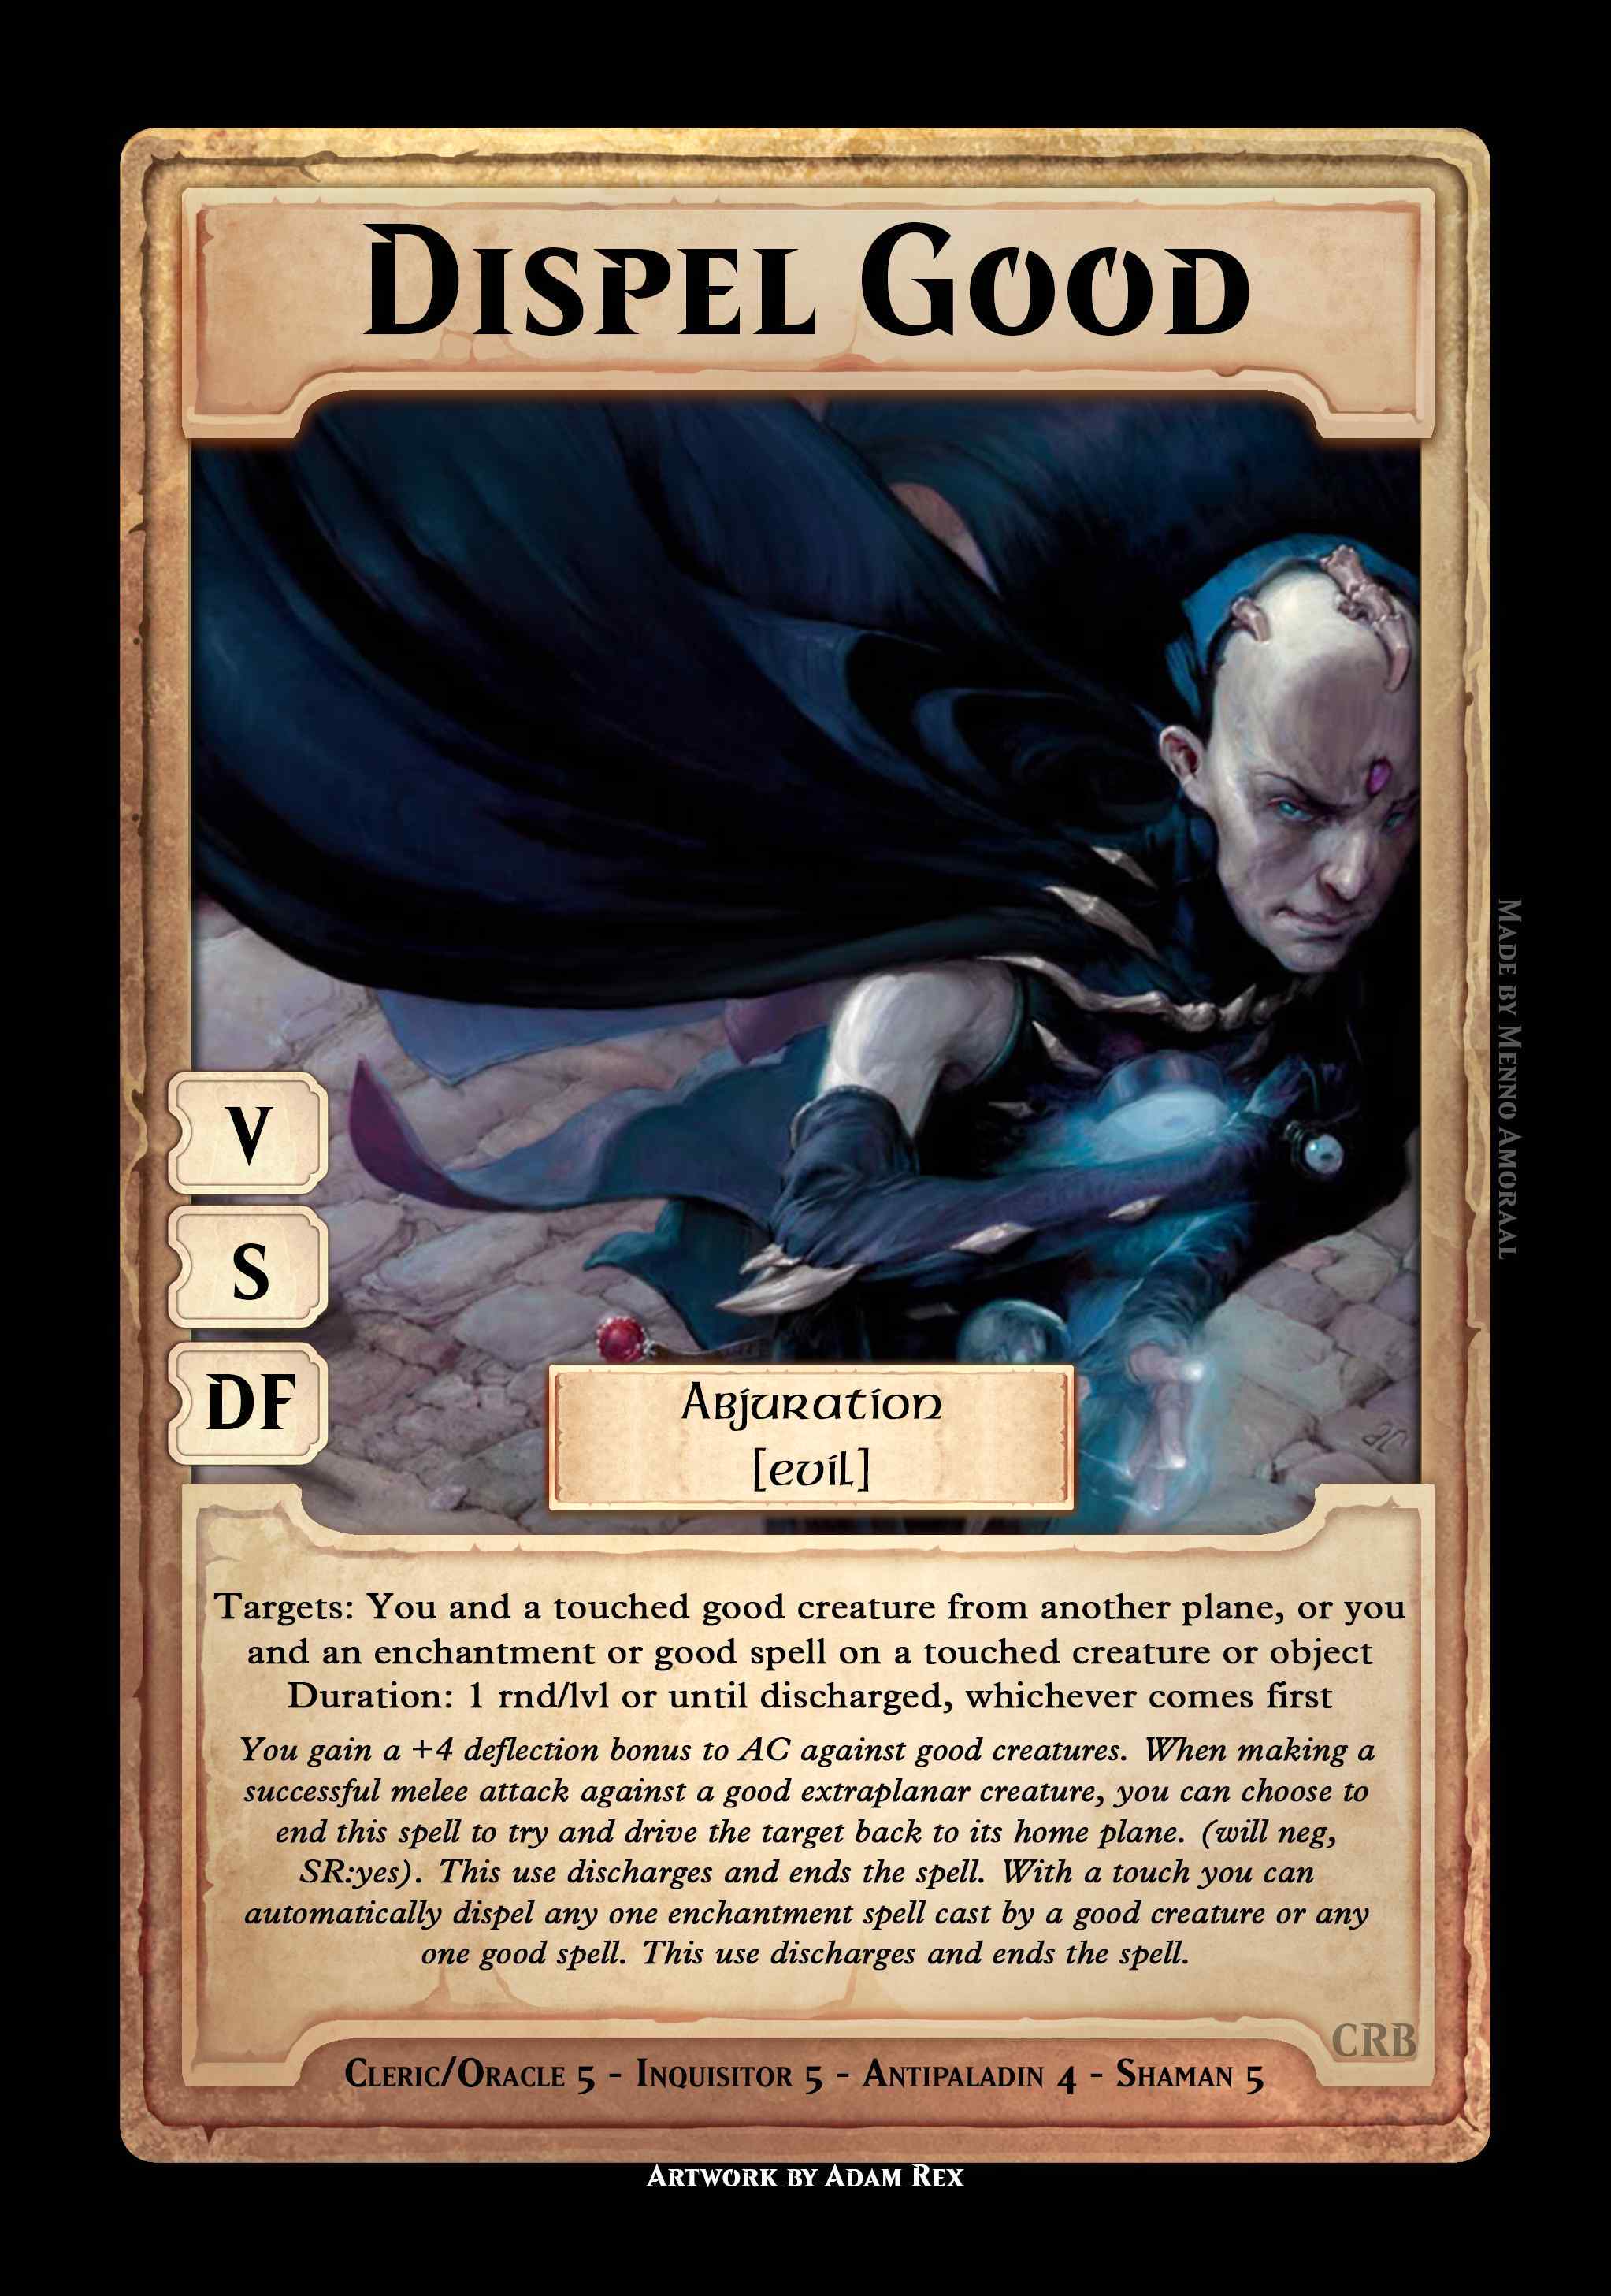 Dispel Good
V
S
DF
Abjuration
[evil]
Targets: You and a touched good creature from another plane, or you
and an enchantment or good spell on a touched creature or object
Duration: 1 rnd/lvl or until discharged, whichever comes first
You gain a +4 deflection bonus to AC against good creatures. When making a
successful melee attack against a good extraplanar creature, you can choose to
end this spell to try and drive the target back to its home plane. (will neg,
SR:yes). This use discharges and ends the spell. With a touch you can
automatically dispel any one enchantment spell cast by a good creature or any
one good spell. This use discharges and ends the spell.
CRB
Cleric/Oracle 5 - Inquisitor 5 - Antipaladin 4 - Shaman 5
Artwork by Adam Rex
Made by Menno Amoraal